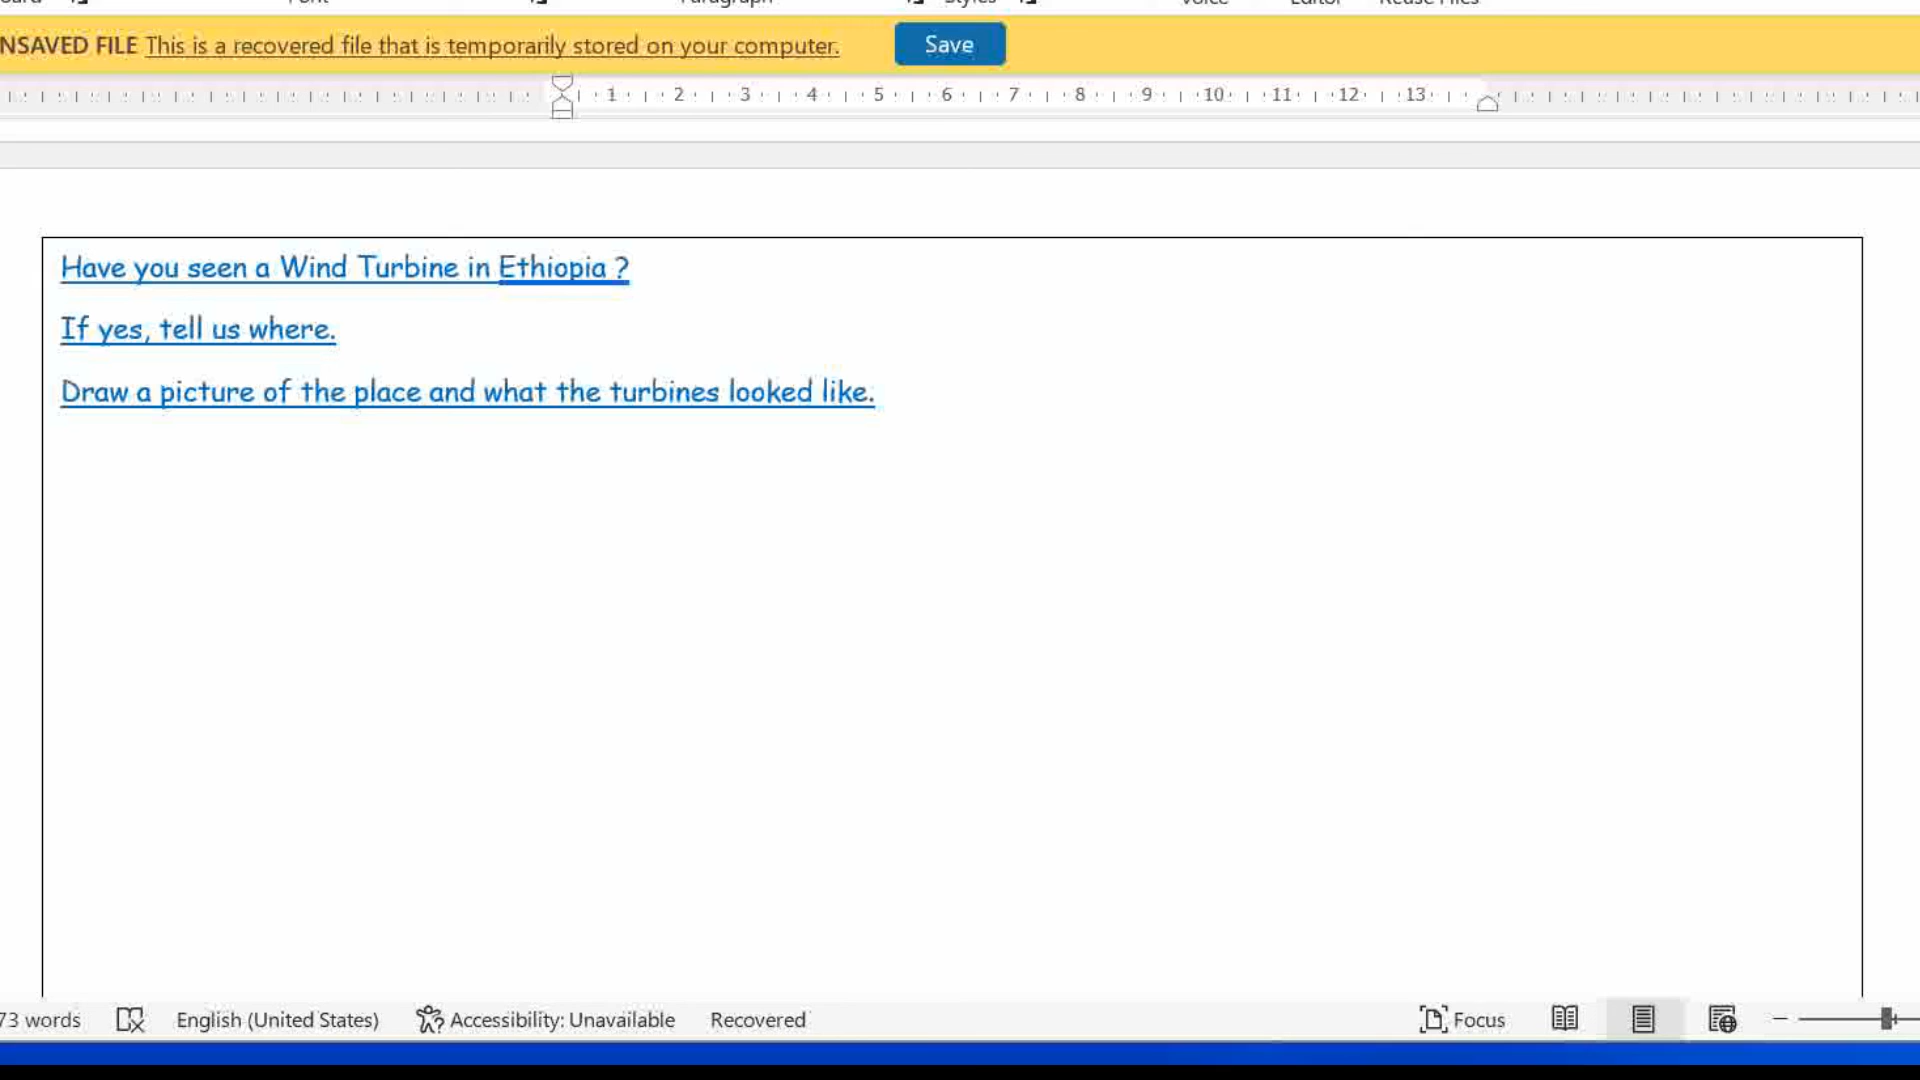 Paragraph Styles
NSAVED FILE This is a recovered file that is temporarily stored on your computer. Save
1 2 3 4 5 6 7 8 9 10 11 12 13
Have you seen a Wind Turbine in Ethiopia ?
If yes, tell us where.
Draw a picture of the place and what the turbines looked like.
73 words English (United States) Accessibility: Unavailable Recovered Focus